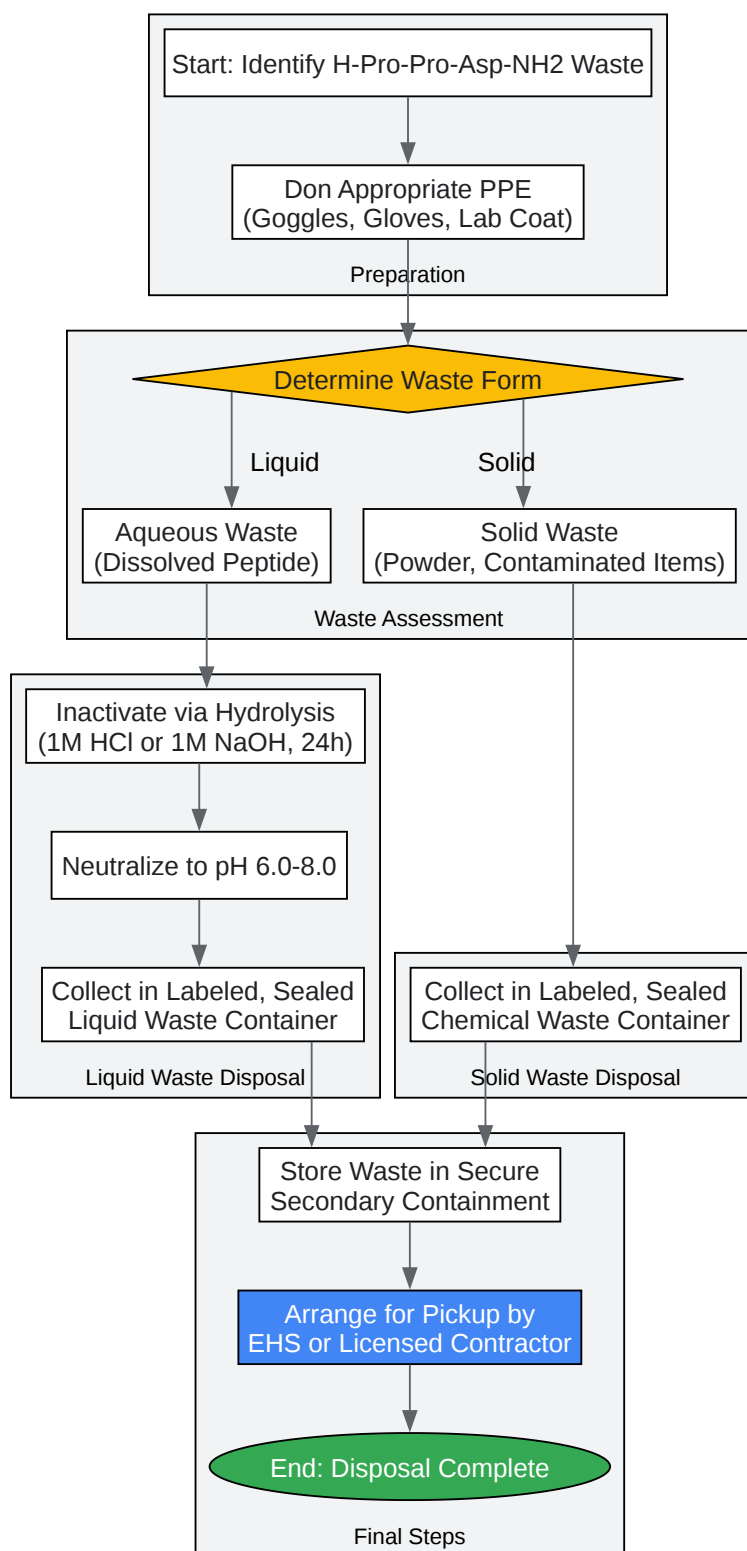 Start: Identify H-Pro-Pro-Asp-NH2 Waste
Don Appropriate PPE
(Goggles, Gloves, Lab Coat)
Preparation
Determine Waste Form
Liquid
Solid
Aqueous Waste
(Dissolved Peptide)
Solid Waste
(Powder, Contaminated Items)
Waste Assessment
Inactivate via Hydrolysis
(1M HCl or 1M NaOH, 24h)
Neutralize to pH 6.0-8.0
Collect in Labeled, Sealed
Liquid Waste Container
Liquid Waste Disposal
Collect in Labeled, Sealed
Chemical Waste Container
Solid Waste Disposal
Store Waste in Secure
Secondary Containment
Arrange for Pickup by
EHS or Licensed Contractor
End: Disposal Complete
Final Steps